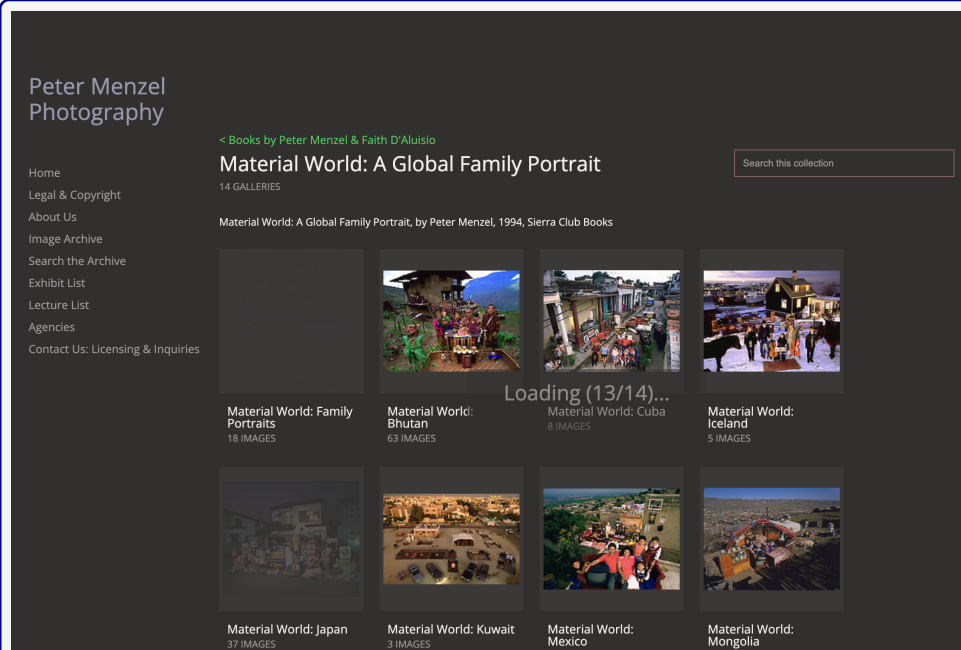 Peter Menzel
Photography
< Books by Peter Menzel & Faith D'Aluisio
Material World: A Global Family Portrait
14 GALLERIES
Search this collection
Home
Legal & Copyright
About Us
Image Archive
Search the Archive
Exhibit List
Lecture List
Agencies
Contact Us: Licensing & Inquiries
Material World: A Global Family Portrait, by Peter Menzel, 1994, Sierra Club Books
Loading (13/14)...
Material World: Family
Portraits
18 IMAGES
Material World:
Bhutan
63 IMAGES
Material World: Cuba
8 IMAGES
Material World:
Iceland
5 IMAGES
Material World: Japan
37 IMAGES
Material World: Kuwait
3 IMAGES
Material World:
Mexico
Material World:
Mongolia